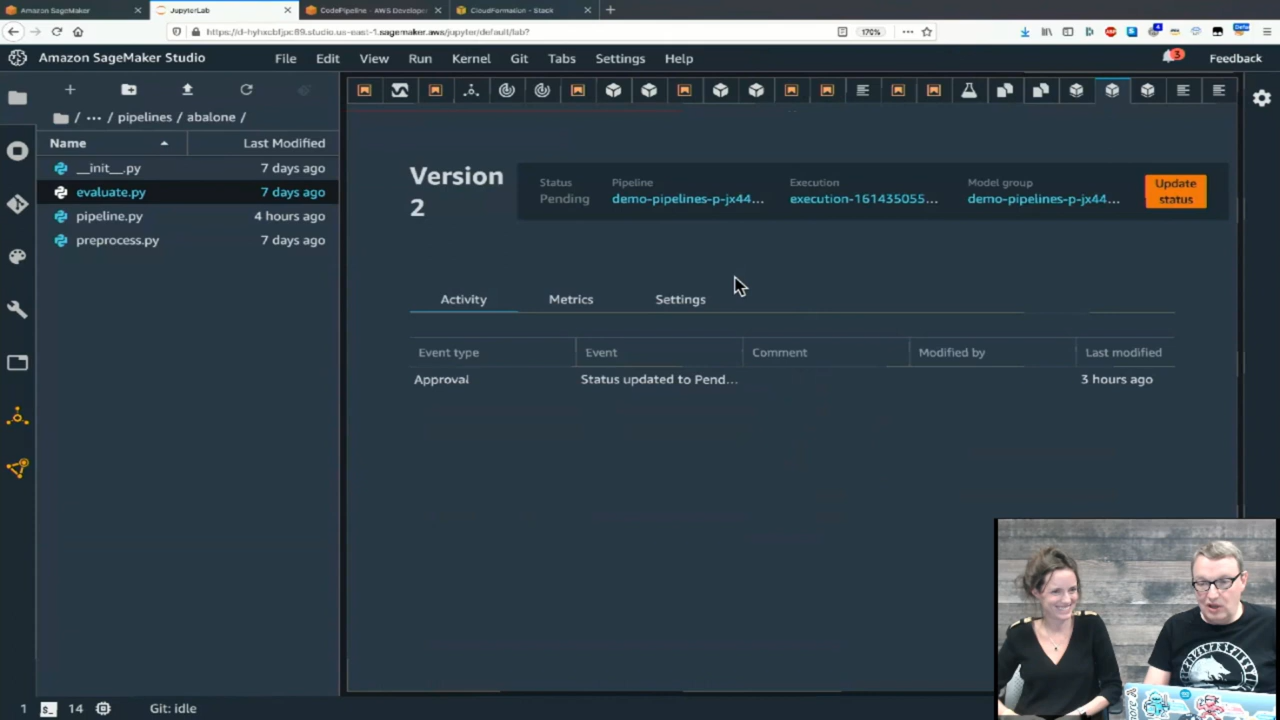 Amazon SageMaker
JupyterLab
CodePipeline - AWS Developer
CloudFormation - Stack
170%
Amazon SageMaker Studio
File Edit View Run Kernel Git Tabs Settings Help
3
Feedback
/ ··· / pipelines / abalone /
Name
Last Modified
__init__.py
7 days ago
evaluate.py
7 days ago
pipeline.py
4 hours ago
preprocess.py
7 days ago
Version
2
Status
Pending
Pipeline
demo-pipelines-p-jx44...
Execution
execution-161435055...
Model group
demo-pipelines-p-jx44...
Update
status
Activity
Metrics
Settings
Event type
Event
Comment
Modified by
Last modified
Approval
Status updated to Pend...
3 hours ago
1
14
Git: idle